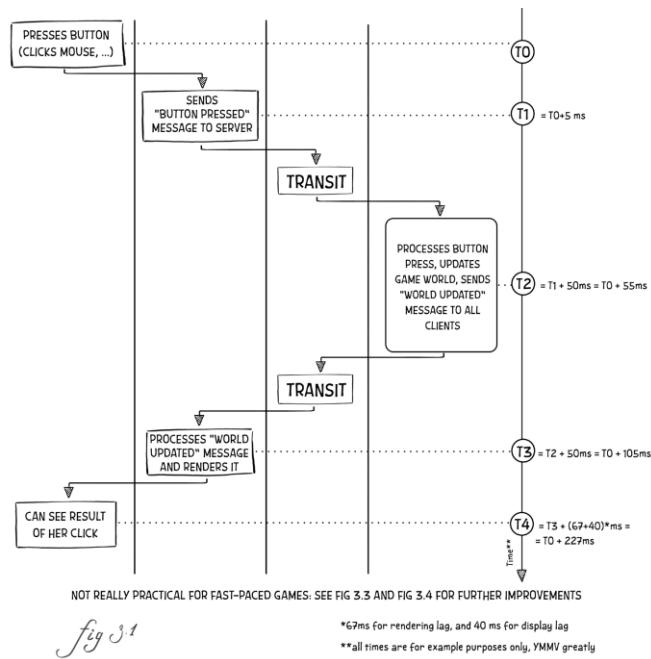 PRESSES BUTTON
(CLICKS MOUSE, ...)
T0
SENDS
"BUTTON PRESSED"
MESSAGE TO SERVER
T1 = T0+5 ms
TRANSIT
PROCESSES BUTTON
PRESS, UPDATES
GAME WORLD, SENDS
"WORLD UPDATED"
MESSAGE TO ALL
CLIENTS
T2 = T1 + 50ms = T0 + 55ms
TRANSIT
PROCESSES "WORLD
UPDATED" MESSAGE
AND RENDERS IT
T3 = T2 + 50ms = T0 + 105ms
CAN SEE RESULT
OF HER CLICK
T4 = T3 + (67+40)*ms =
= T0 + 227ms
Time**
NOT REALLY PRACTICAL FOR FAST-PACED GAMES: SEE FIG 3.3 AND FIG 3.4 FOR FURTHER IMPROVEMENTS
fig 3.1
*67ms for rendering lag, and 40 ms for display lag
**all times are for example purposes only, YMMV greatly